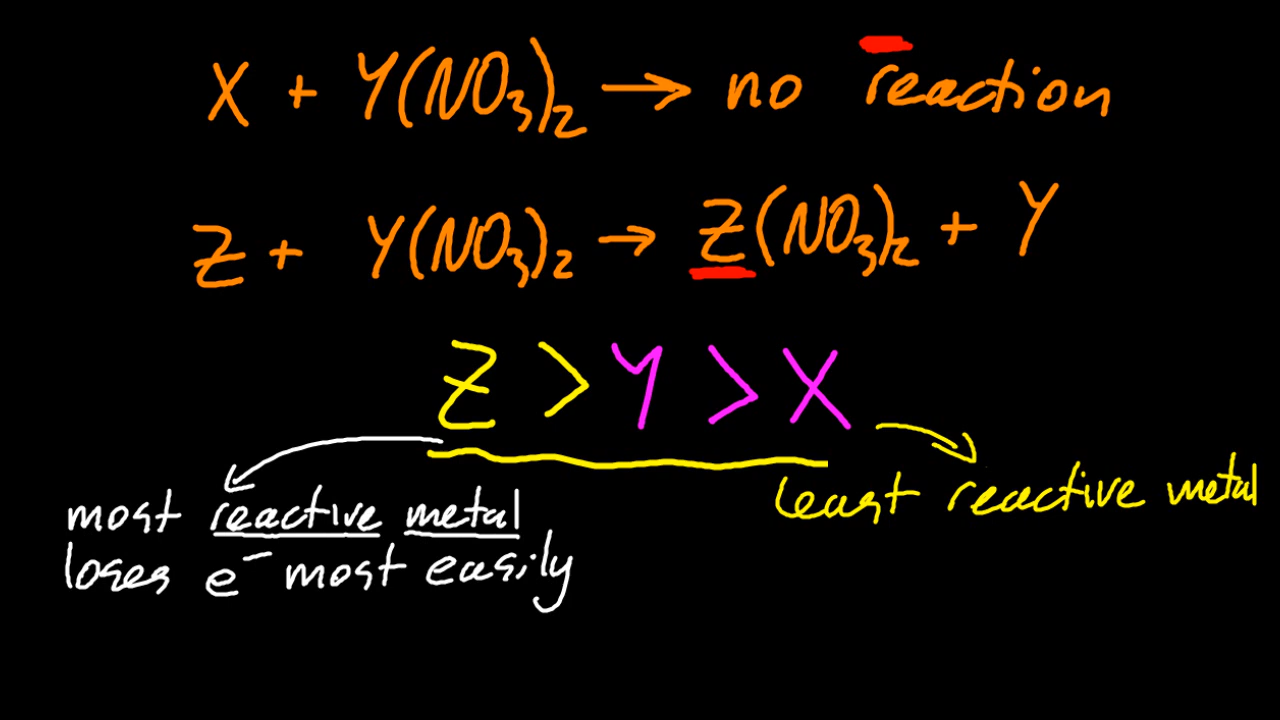 X + Y(NO₃)₂ → no reaction
Z + Y(NO₃)₂ → Z(NO₃)₂ + Y
Z > Y > X
least reactive metal
most reactive metal
loses e⁻ most easily